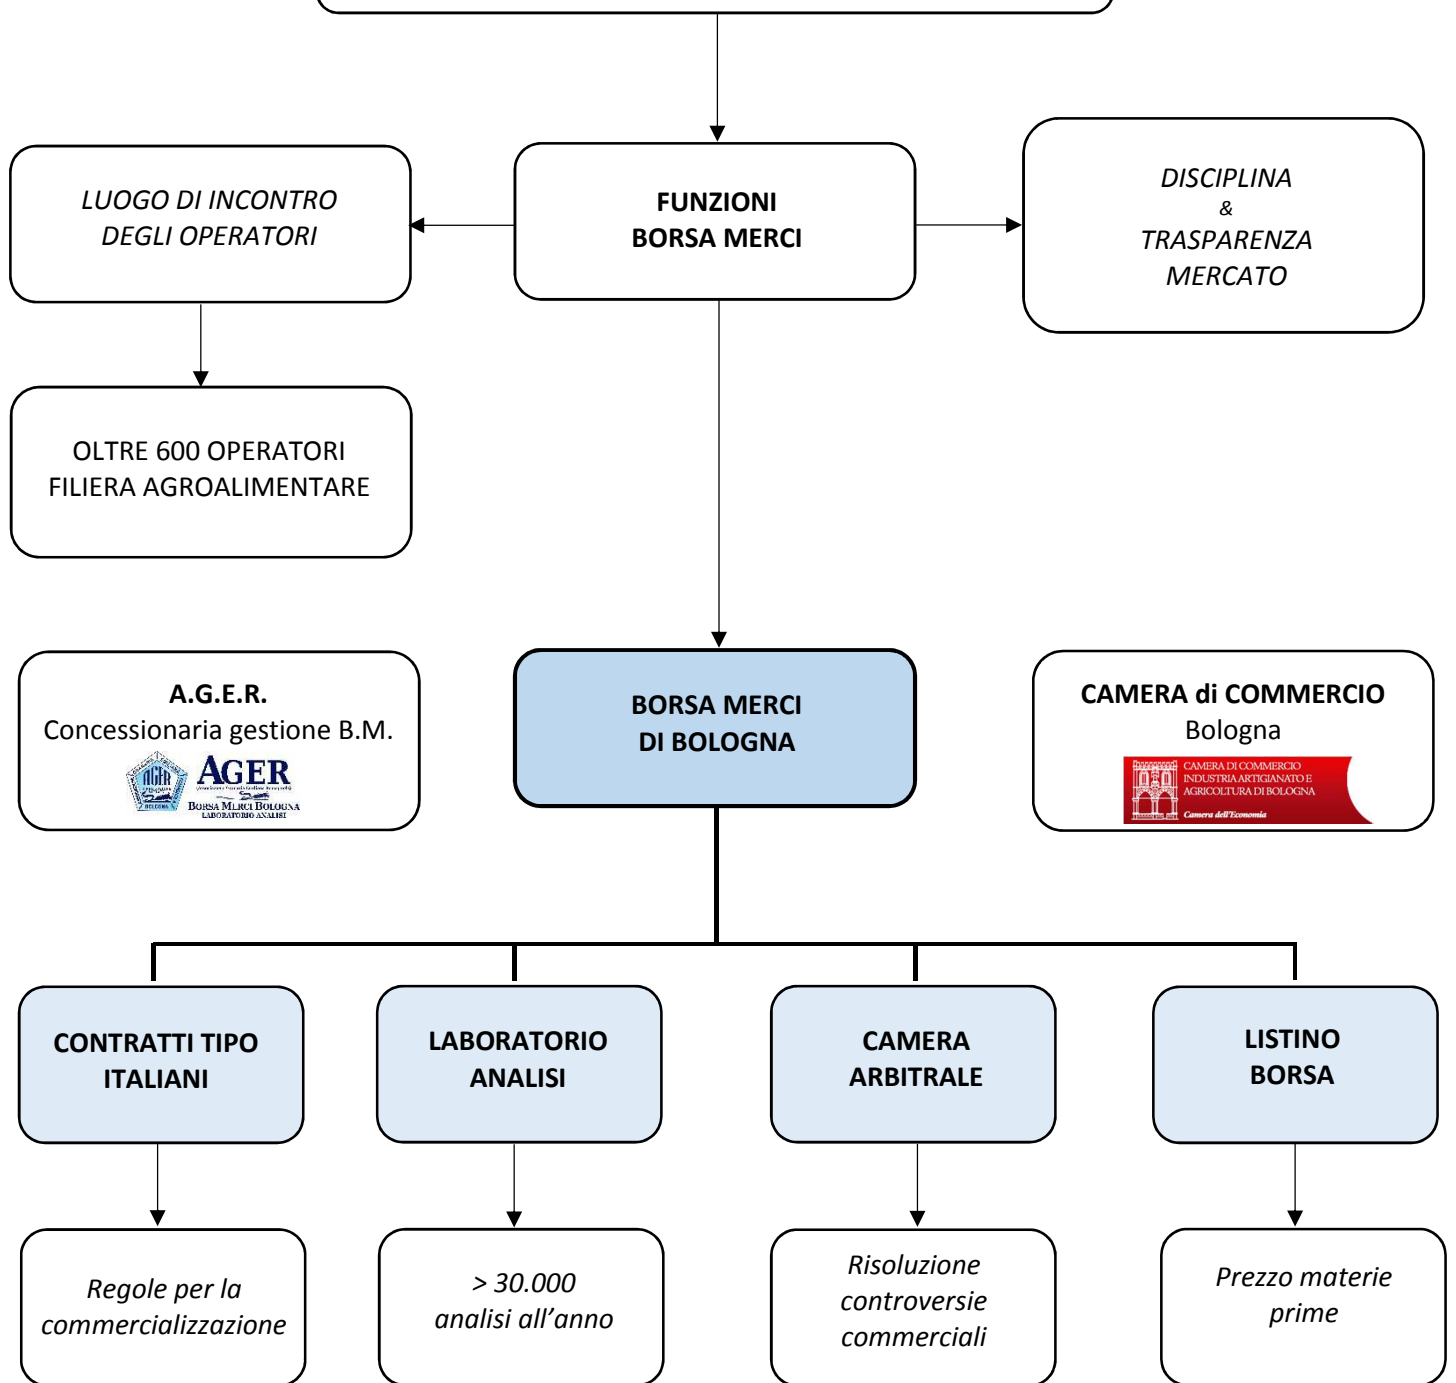 FUNZIONI
BORSA MERCI
LUOGO DI INCONTRO
DEGLI OPERATORI
DISCIPLINA
&
TRASPARENZA
MERCATO
OLTRE 600 OPERATORI
FILIERA AGROALIMENTARE
A.G.E.R.
Concessionaria gestione B.M.
AGER
BOLOGNA
AGER
BORSA MERCI BOLOGNA
LABORATORIO ANALISI
BORSA MERCI
DI BOLOGNA
CAMERA di COMMERCIO
Bologna
CAMERA DI COMMERCIO
INDUSTRIA ARTIGIANATO E
AGRICOLTURA DI BOLOGNA
Camera dell'Economia
CONTRATTI TIPO
ITALIANI
LABORATORIO
ANALISI
CAMERA
ARBITRALE
LISTINO
BORSA
Regole per la
commercializzazione
> 30.000
analisi all’anno
Risoluzione
controversie
commerciali
Prezzo materie
prime